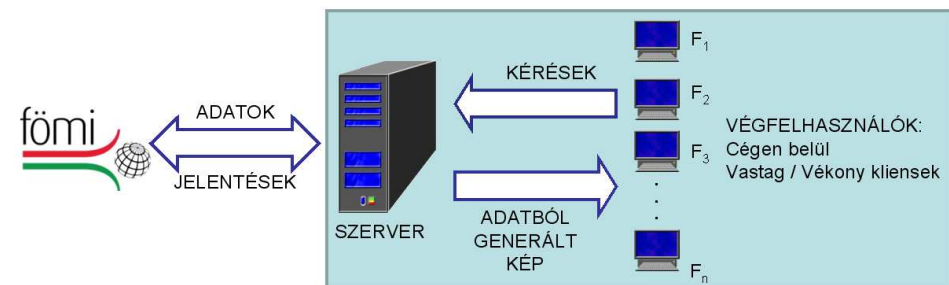 fömi
ADATOK
JELENTÉSEK
SZERVER
KÉRÉSEK
ADATBÓL
GENERÁLT
KÉP
F1
F2
F3
Fn
VÉGFELHASZNÁLÓK:
Cégen belül
Vastag / Vékony kliensek